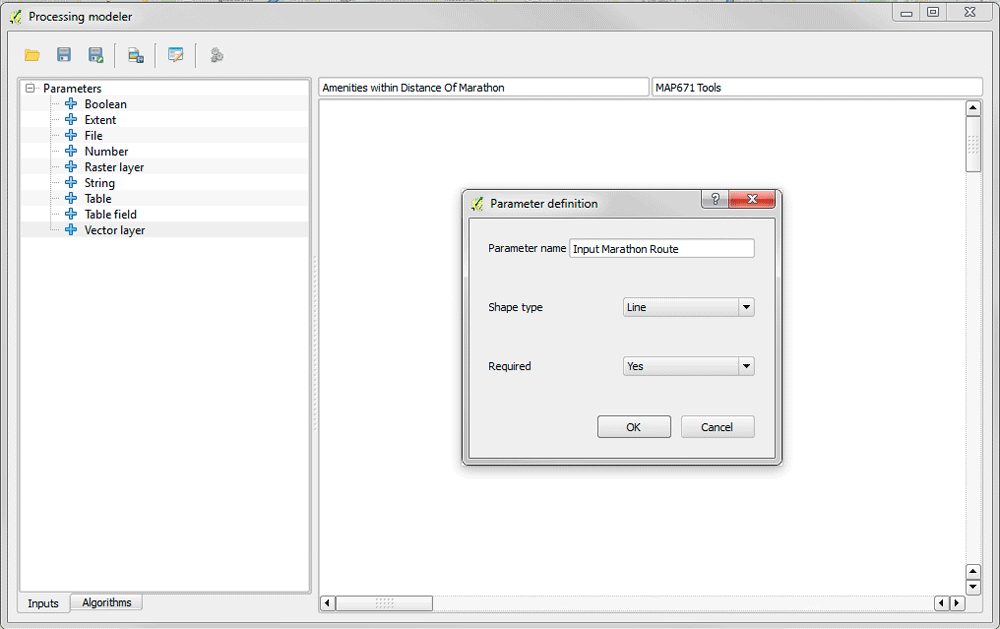 Processing modeler
Parameters
Boolean
Extent
File
Number
Raster layer
String
Table
Table field
Vector layer
Inputs
Algorithms
Amenities within Distance Of Marathon
MAP671 Tools
Parameter definition
?
Parameter name Input Marathon Route
Shape type Line
Required Yes
OK Cancel